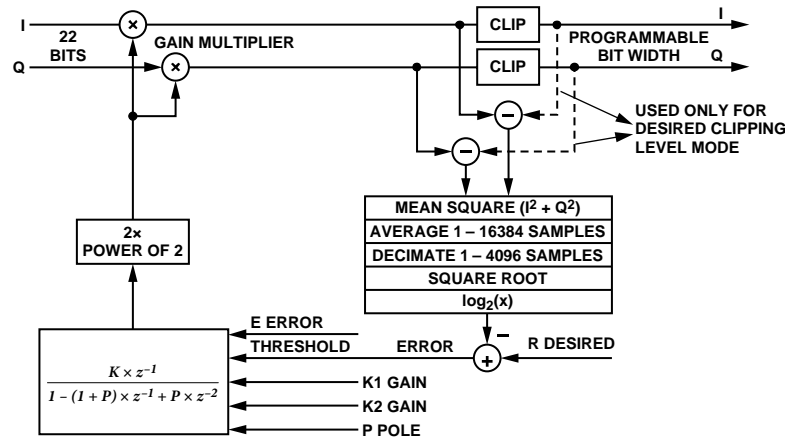 I
22
BITS
Q
×
GAIN MULTIPLIER
×
CLIP
CLIP
I
PROGRAMMABLE
BIT WIDTH
Q
–
–
USED ONLY FOR
DESIRED CLIPPING
LEVEL MODE
MEAN SQUARE (I² + Q²)
AVERAGE 1 – 16384 SAMPLES
DECIMATE 1 – 4096 SAMPLES
SQUARE ROOT
log₂(x)
2×
POWER OF 2
–
+
R DESIRED
E ERROR
THRESHOLD
ERROR
K × z⁻¹
1 – (1 + P) × z⁻¹ + P × z⁻²
K1 GAIN
K2 GAIN
P POLE